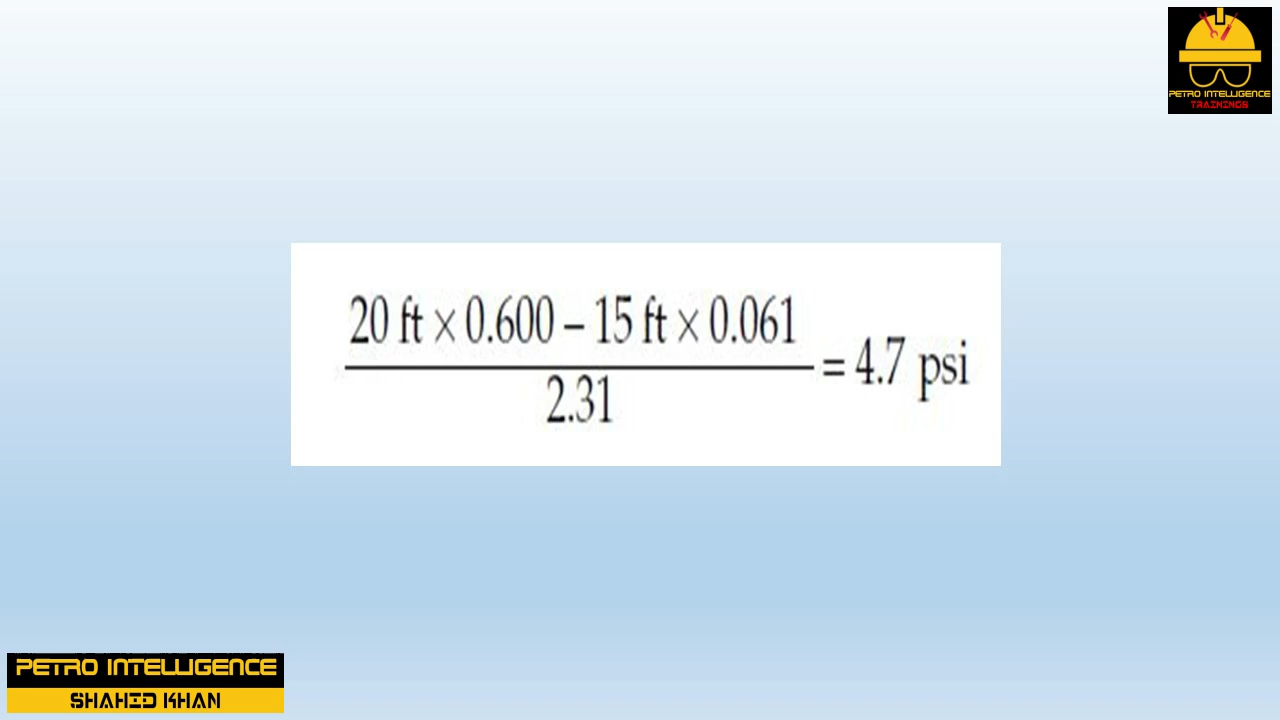 PETRO INTELLIGENCE
TRAININGS
20 ft × 0.600 – 15 ft × 0.061
2.31
= 4.7 psi
PETRO INTELLIGENCE
SHAHID KHAN